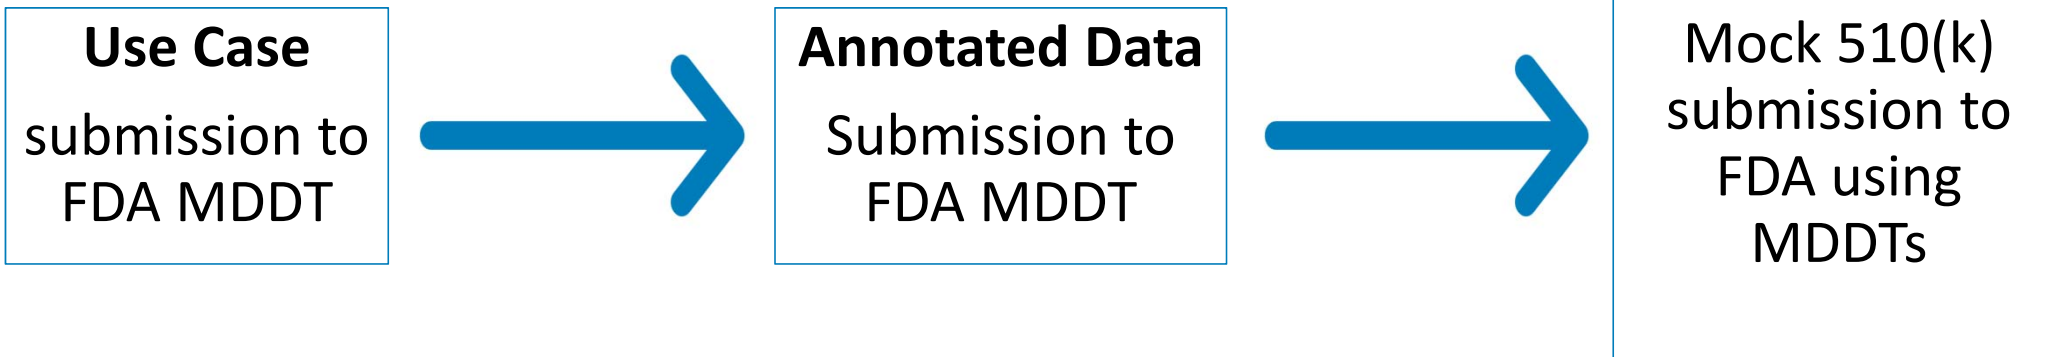 Use Case
submission to
FDA MDDT
Annotated Data
Submission to
FDA MDDT
Mock 510(k)
submission to
FDA using
MDDTs